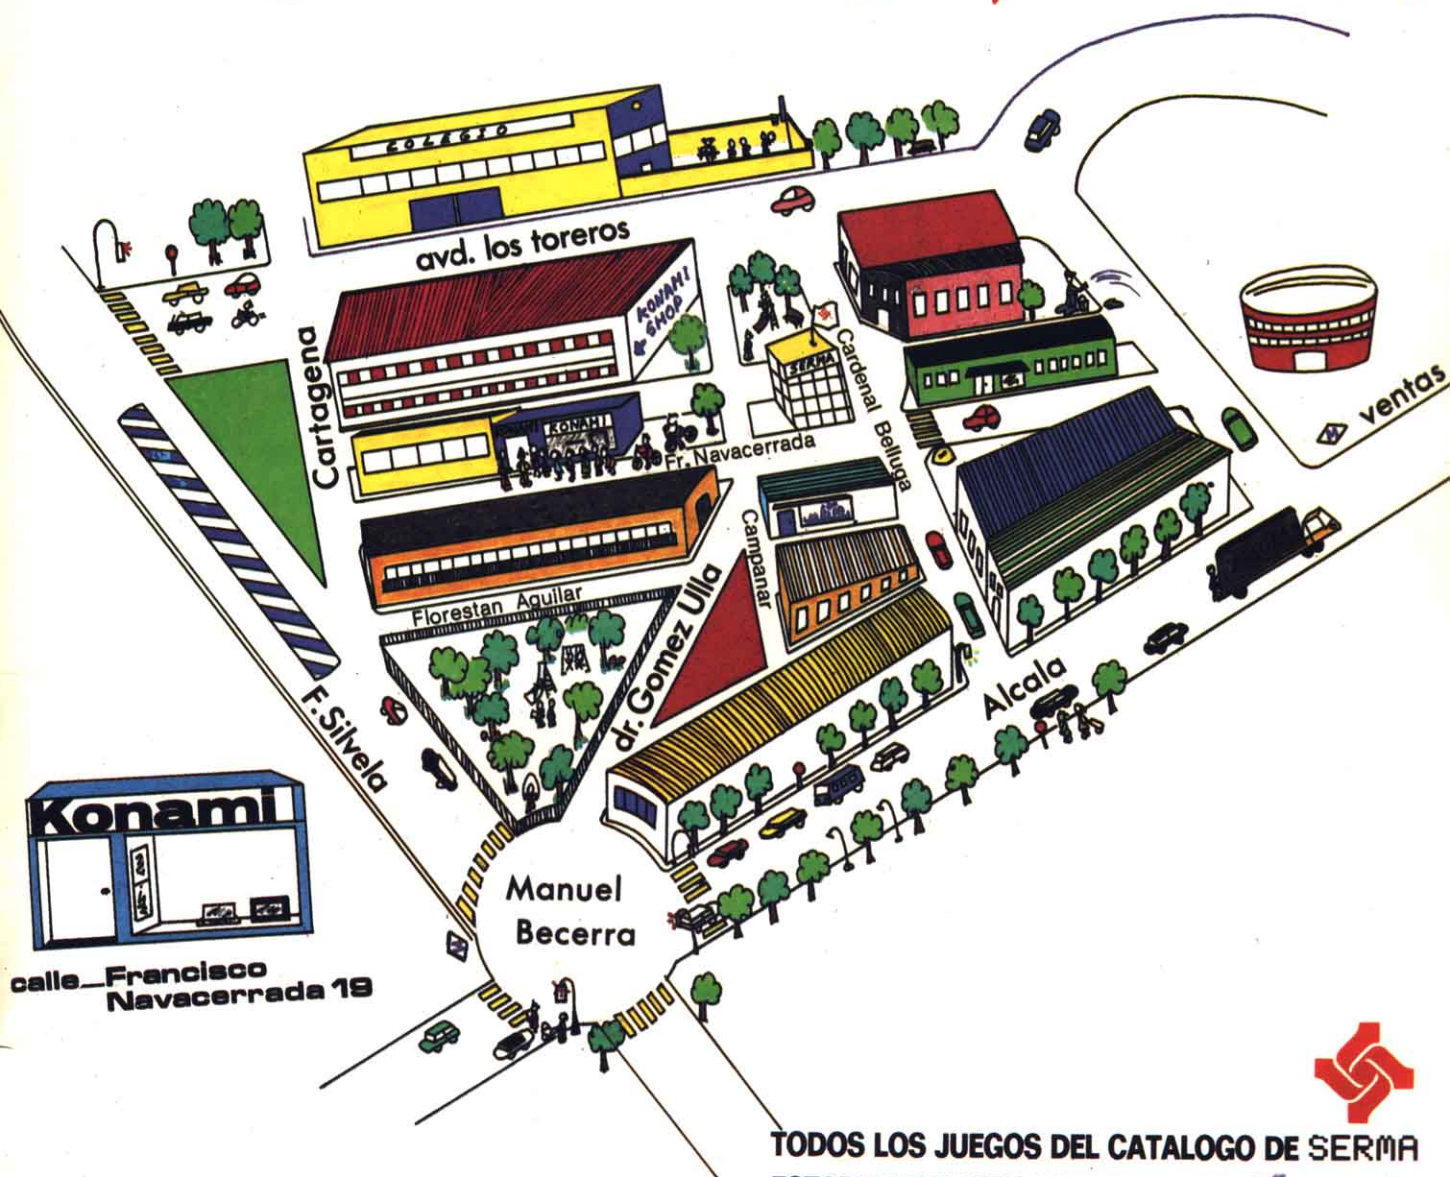 COLEGIO
avd. los toreros
KONAMI
SHOP
Cartagena
SERMA
Cardenal Belluga
KONAMI
Fr. Navacerrada
ventas
Campanar
Florestan Aguilar
dr. Gomez Ulla
Alcala
F. Silvela
Konami
Manuel
Becerra
calle_Francisco
Navacerrada 19
TODOS LOS JUEGOS DEL CATALOGO DE SERMA